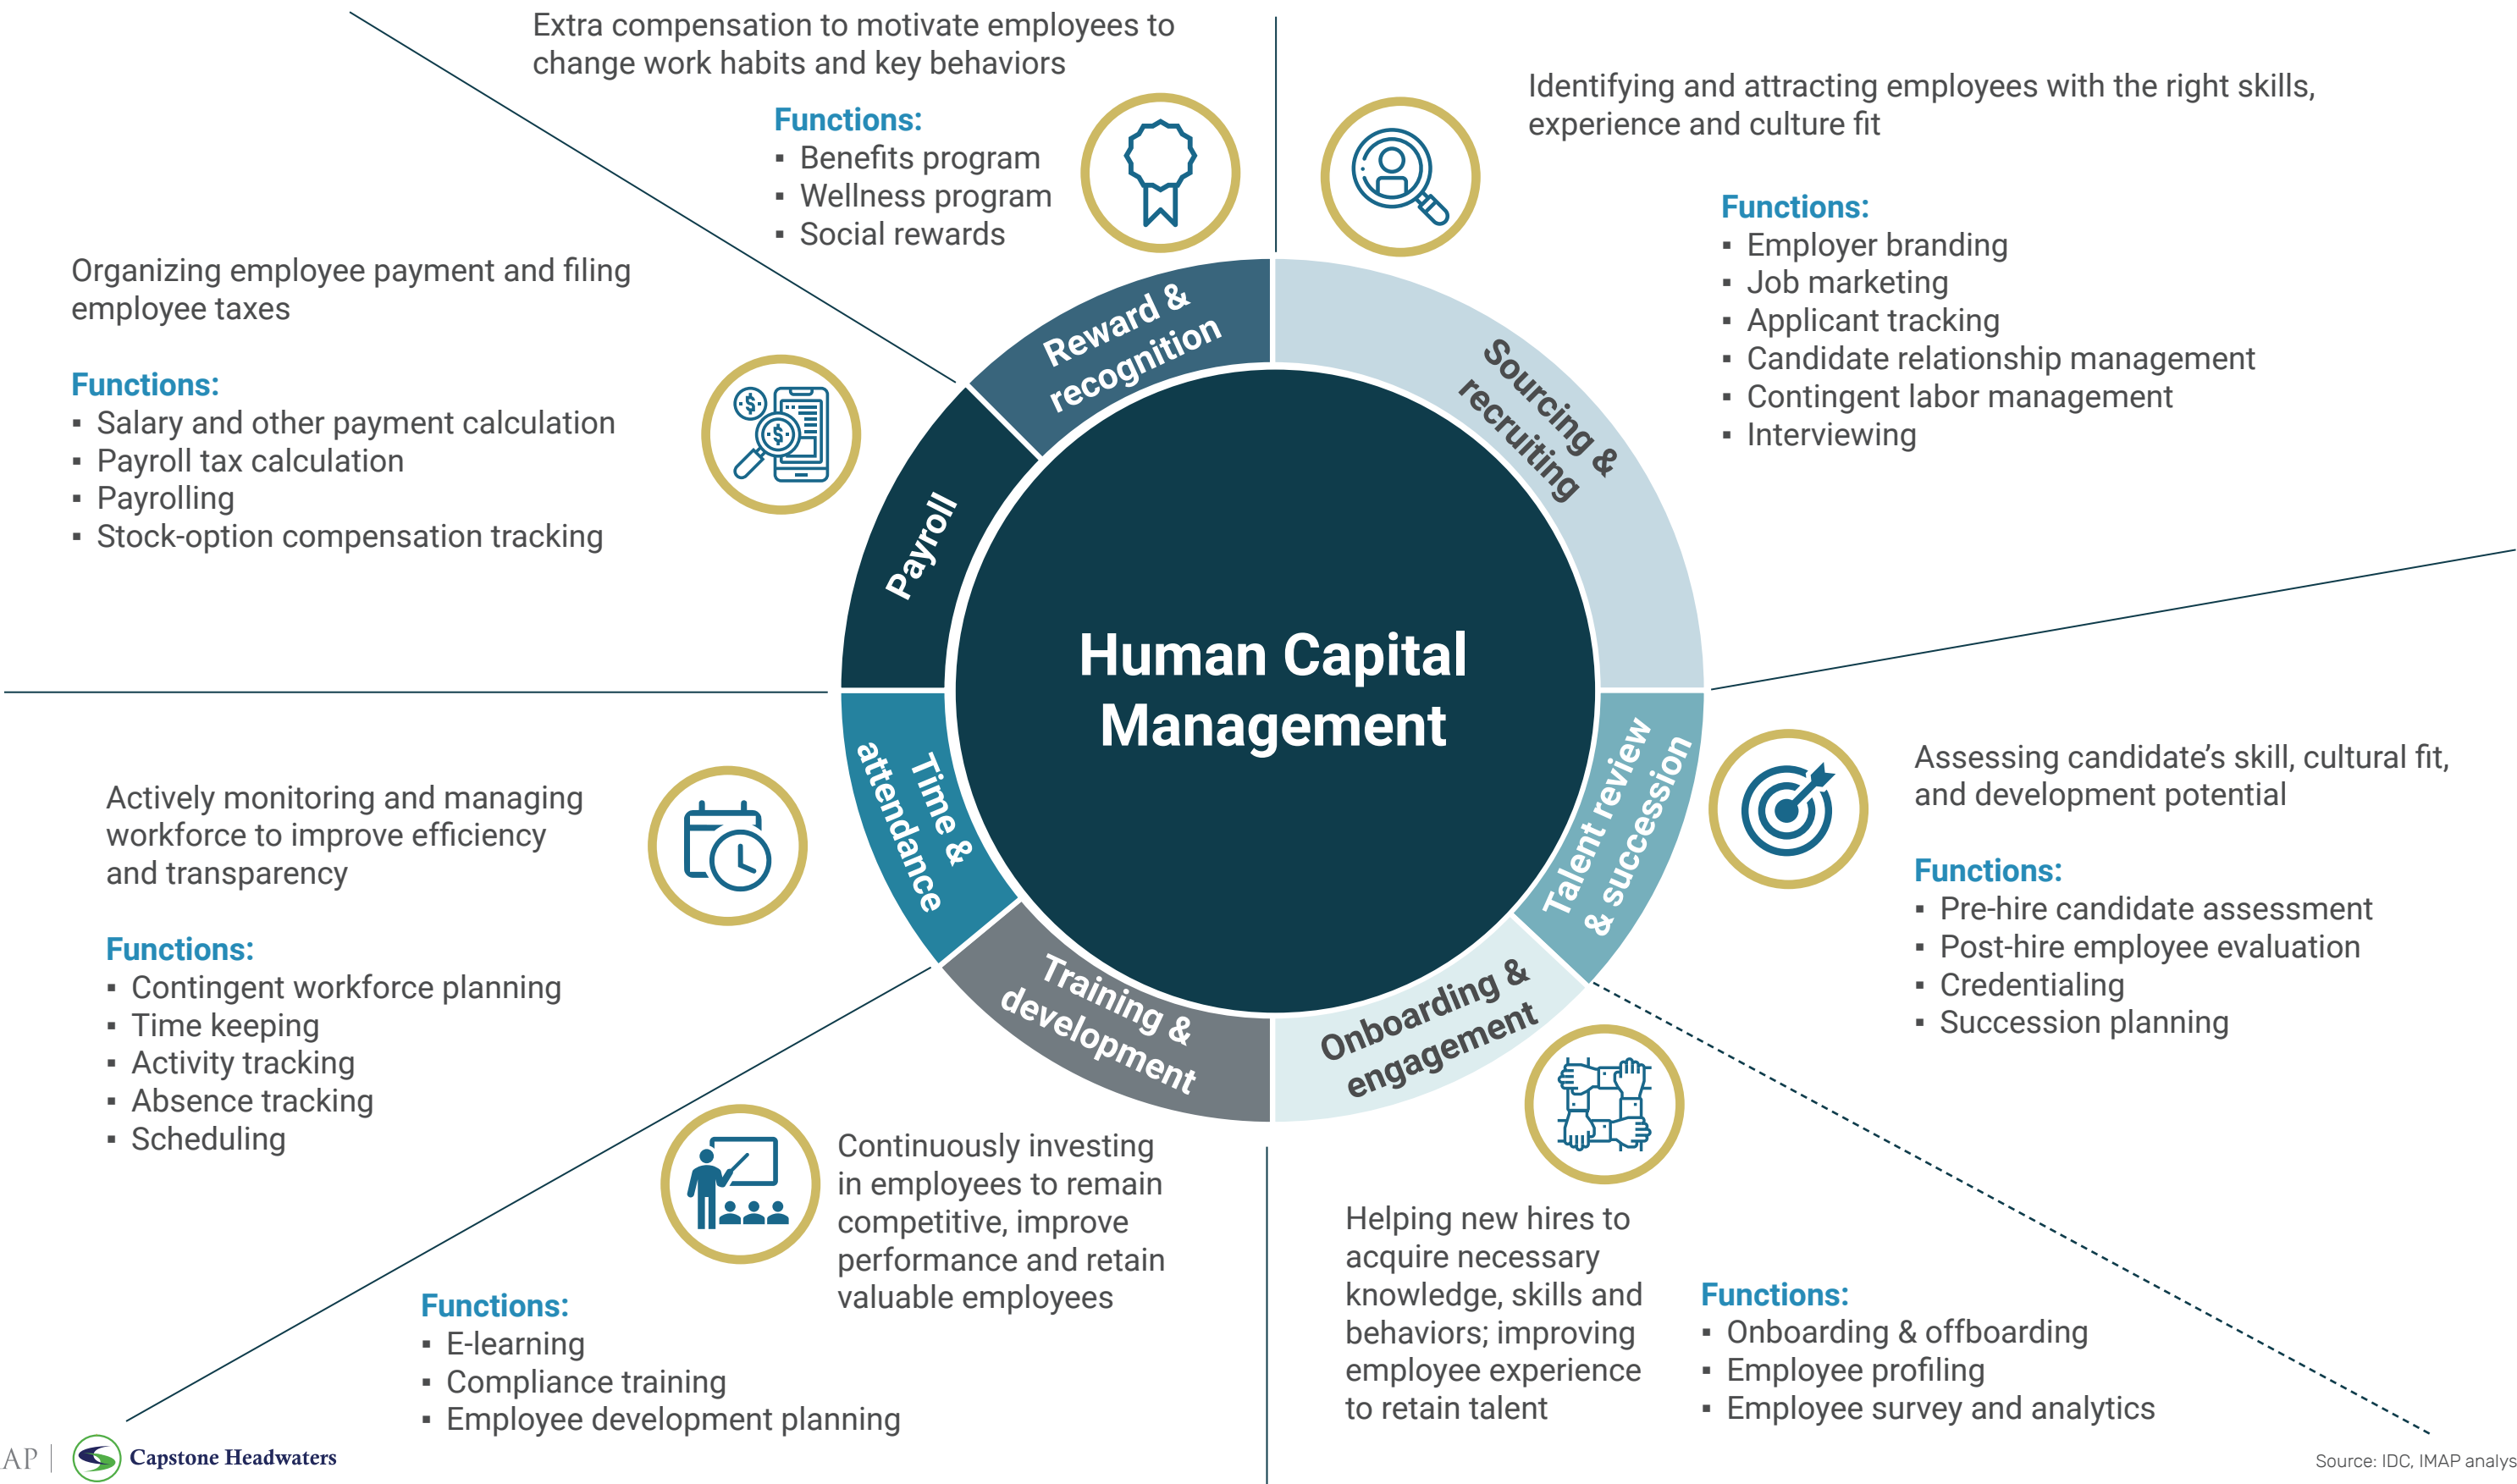 Extra compensation to motivate employees to
change work habits and key behaviors
Functions:
▪ Benefits program
▪ Wellness program
▪ Social rewards
Identifying and attracting employees with the right skills,
experience and culture fit
Functions:
▪ Employer branding
▪ Job marketing
▪ Applicant tracking
▪ Candidate relationship management
▪ Contingent labor management
▪ Interviewing
Organizing employee payment and filing
employee taxes
Functions:
▪ Salary and other payment calculation
▪ Payroll tax calculation
▪ Payrolling
▪ Stock-option compensation tracking
Reward &
recognition
Sourcing &
recruiting
Payroll
Human Capital
Management
Time &
attendance
Talent review
& succession
Training &
development
Onboarding &
engagement
Actively monitoring and managing
workforce to improve efficiency
and transparency
Functions:
▪ Contingent workforce planning
▪ Time keeping
▪ Activity tracking
▪ Absence tracking
▪ Scheduling
Assessing candidate’s skill, cultural fit,
and development potential
Functions:
▪ Pre-hire candidate assessment
▪ Post-hire employee evaluation
▪ Credentialing
▪ Succession planning
Continuously investing
in employees to remain
competitive, improve
performance and retain
valuable employees
Functions:
▪ E-learning
▪ Compliance training
▪ Employee development planning
Helping new hires to
acquire necessary
knowledge, skills and
behaviors; improving
employee experience
to retain talent
Functions:
▪ Onboarding & offboarding
▪ Employee profiling
▪ Employee survey and analytics
AP | Capstone Headwaters
Source: IDC, IMAP analys